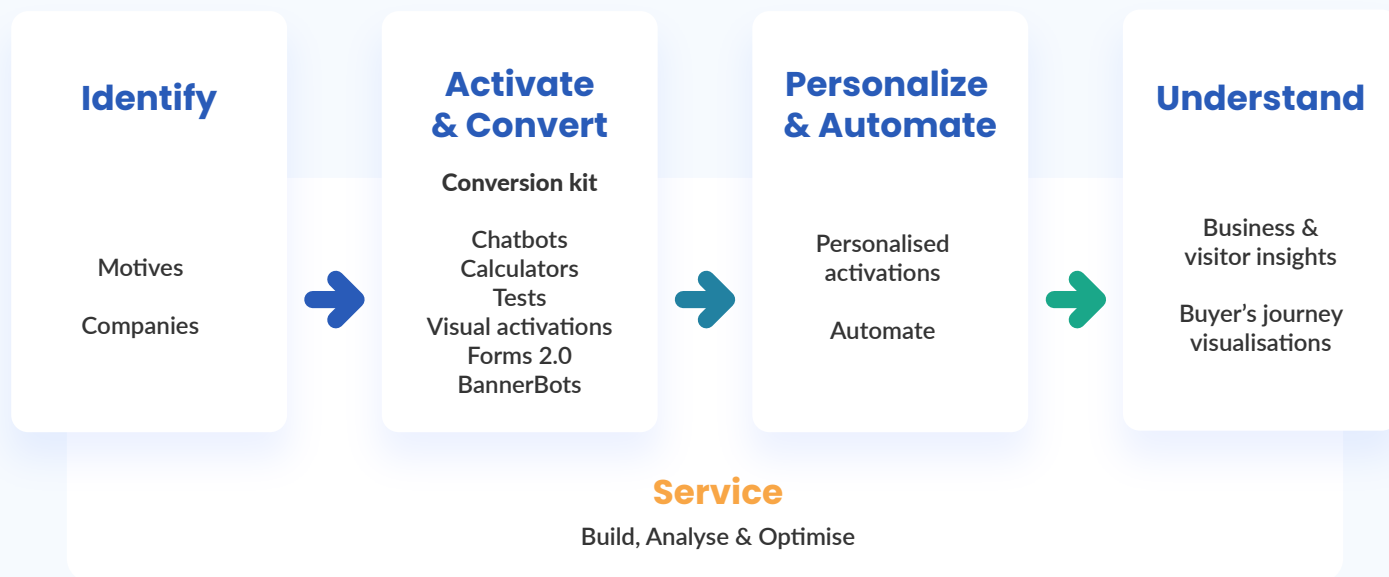 Identify
Motives
Companies
Activate
& Convert
Conversion kit
Chatbots
Calculators
Tests
Visual activations
Forms 2.0
BannerBots
Personalize
& Automate
Personalised
activations
Automate
Understand
Business &
visitor insights
Buyer’s journey
visualisations
Service
Build, Analyse & Optimise